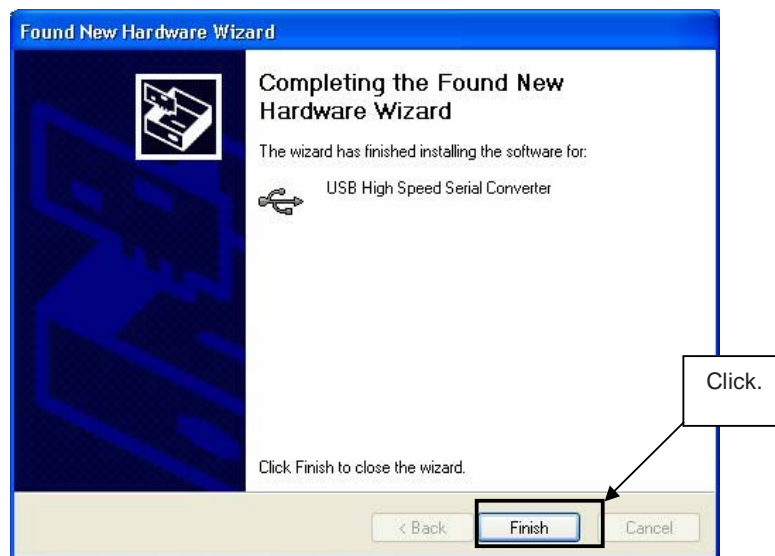 Found New Hardware Wizard
Completing the Found New
Hardware Wizard
The wizard has finished installing the software for:
USB High Speed Serial Converter
Click.
Click Finish to close the wizard.
< Back
Finish
Cancel